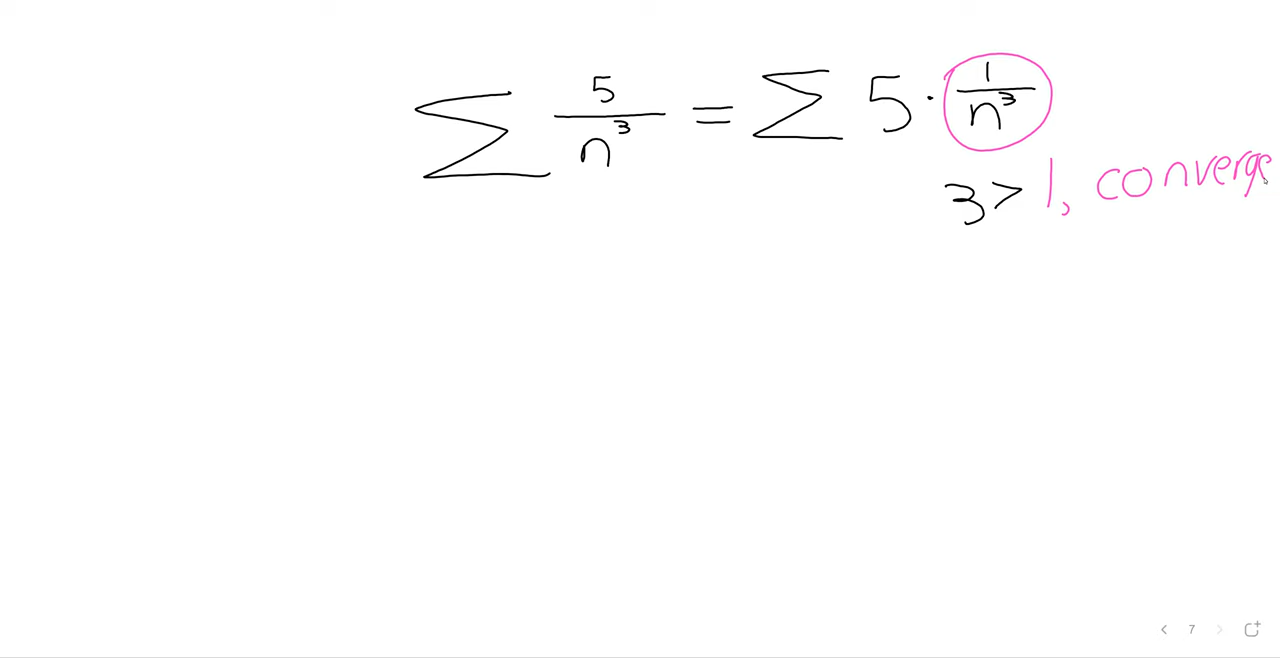 ∑ 5/n³ = ∑ 5 · 1/n³
3 > 1, converge
7